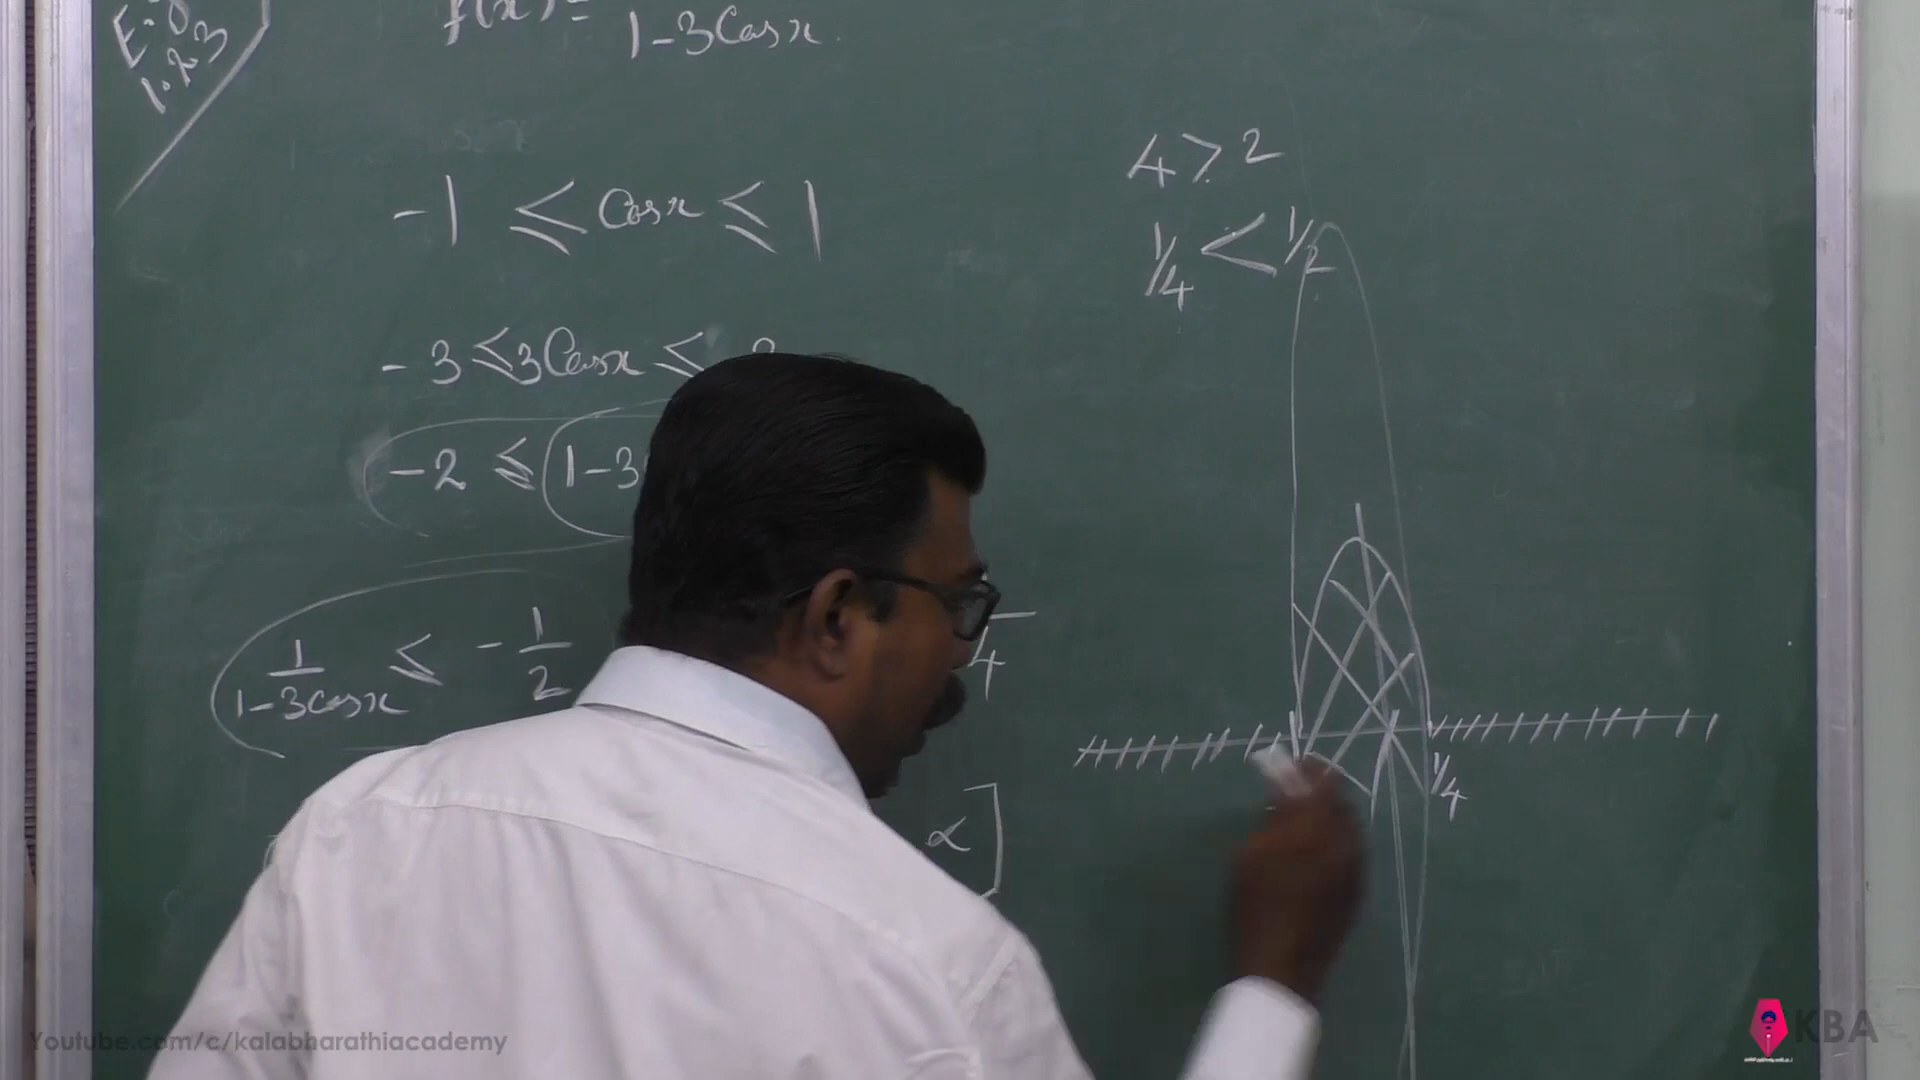 E-8
1.2.3
f(x) =
1-3Cosx.
-1 ≤ Cosx ≤ 1
-3 ≤ 3Cosx ≤
-2 ≤ 1-3
1/(1-3cosx) ≤ -1/2
4
∝ ]
4 > 2
1/4 < 1/2
1/4
Youtube.com/c/kalabharathiacademy
KBA